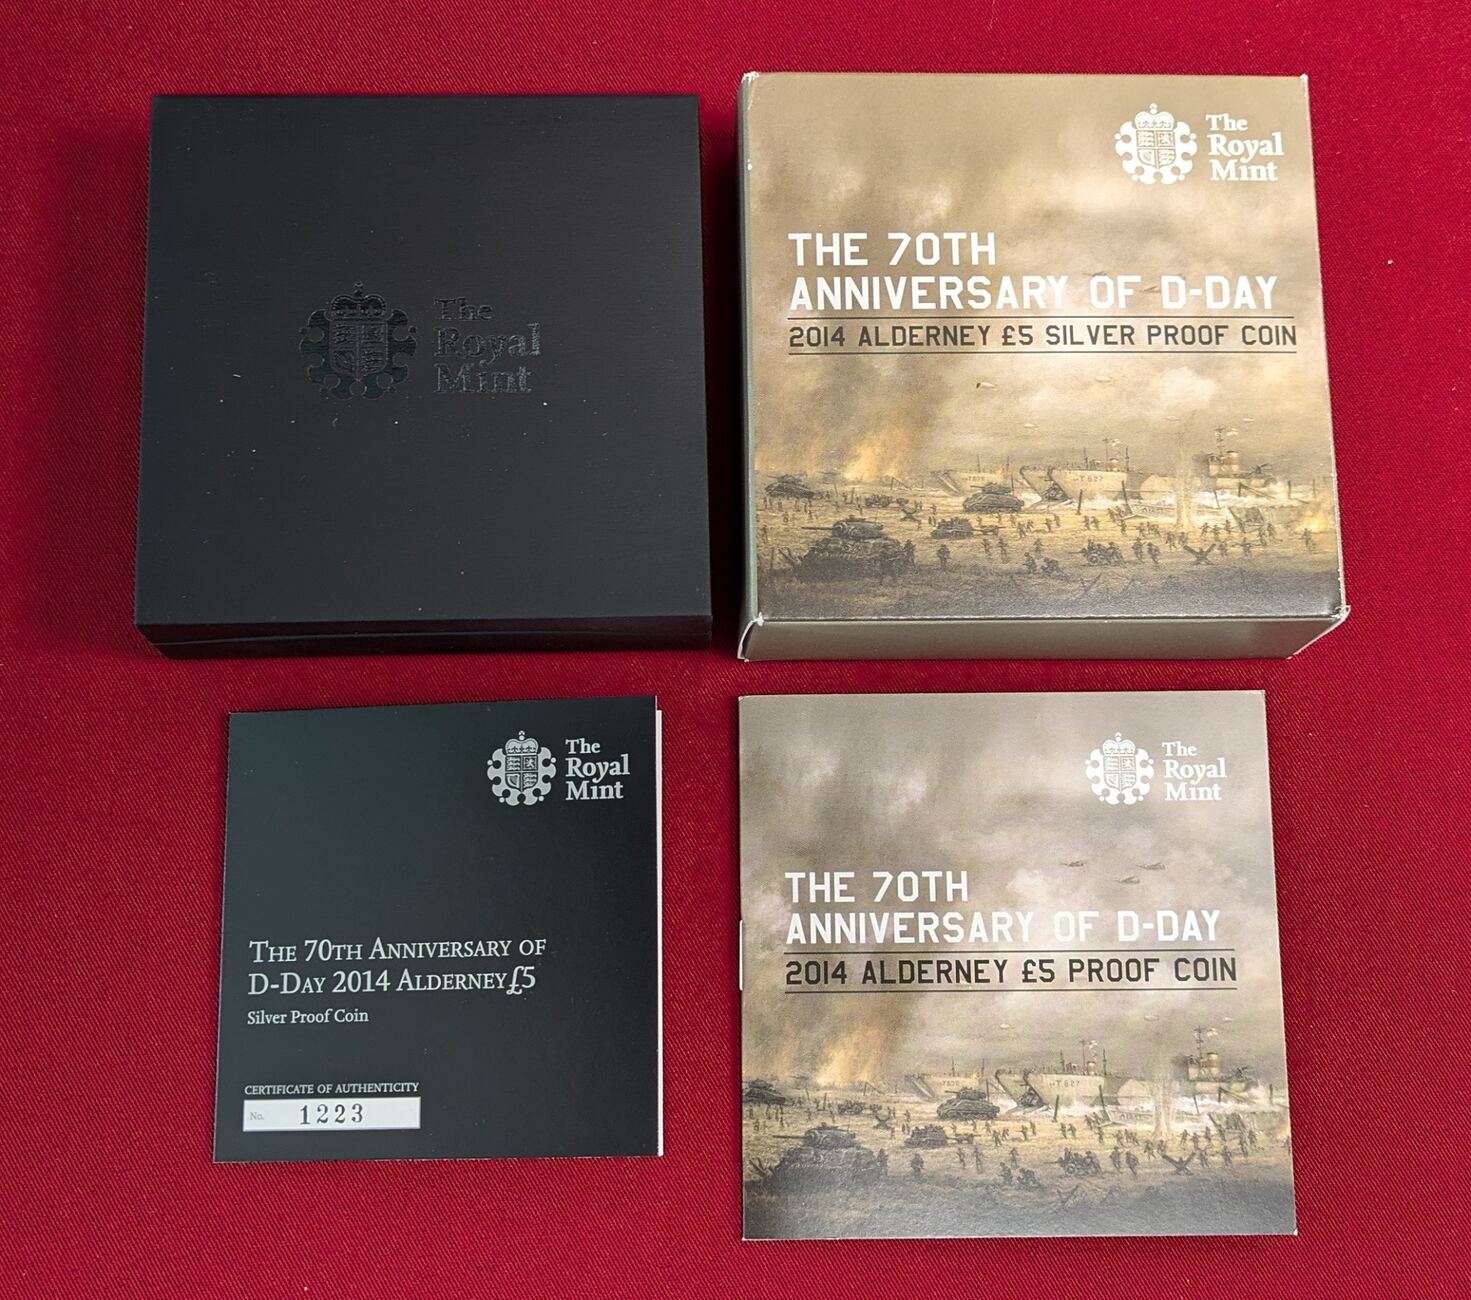 The
Royal
Mint
The
Royal
Mint
THE 70TH
ANNIVERSARY OF D-DAY
2014 ALDERNEY £5 SILVER PROOF COIN
T 827
The
Royal
Mint
THE 70TH ANNIVERSARY OF
D-DAY 2014 ALDERNEY £5
Silver Proof Coin
CERTIFICATE OF AUTHENTICITY
No. 1223
The
Royal
Mint
THE 70TH
ANNIVERSARY OF D-DAY
2014 ALDERNEY £5 PROOF COIN
T 827